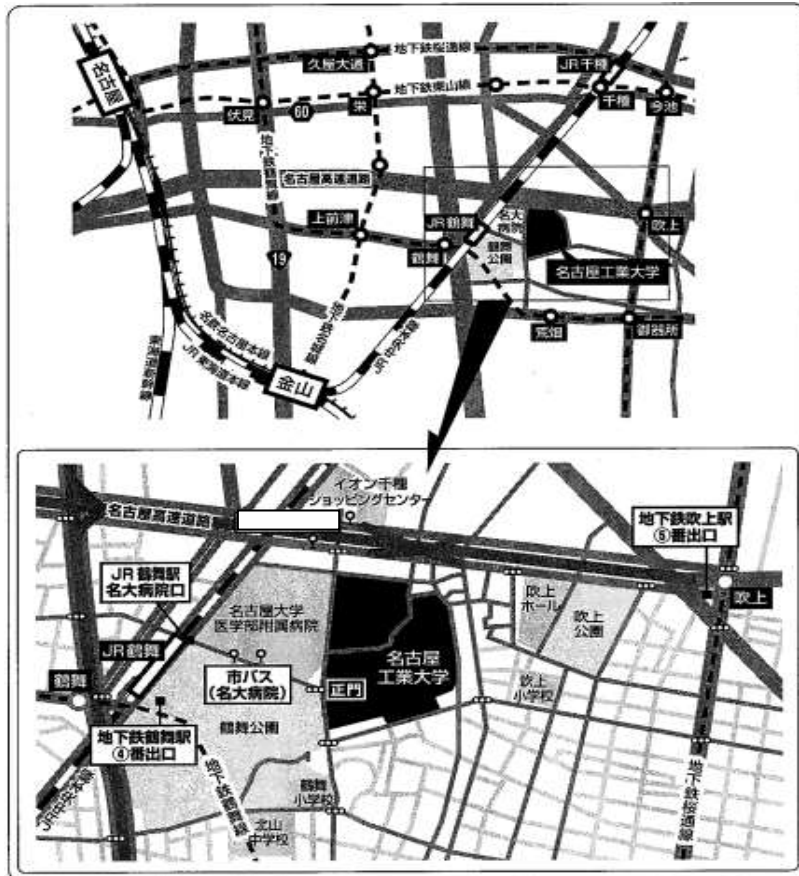 地下鉄桜通線
久屋大通
JR千種
名古屋
地下鉄東山線
千種
今池
伏見
60
栄
地下鉄鶴舞線
名古屋高速道路
上前津
JR鶴舞
名大
病院
吹上
鶴舞
鶴舞
公園
19
名古屋工業大学
名鉄名古屋本線
JR東海道本線
東海道新幹線
地下鉄名城線
JR中央本線
荒畑
御器所
金山
イオン千種
ショッピングセンター
名古屋高速道路
地下鉄吹上駅
⑤番出口
JR鶴舞駅
名大病院口
名古屋大学
医学部附属病院
吹上
ホール
吹上
公園
吹上
JR鶴舞
名古屋
工業大学
市バス
(名大病院)
正門
吹上
小学校
鶴舞
地下鉄鶴舞駅
④番出口
鶴舞公園
地下鉄鶴舞線
鶴舞
小学校
JR中央本線
北山
中学校
地下鉄桜通線